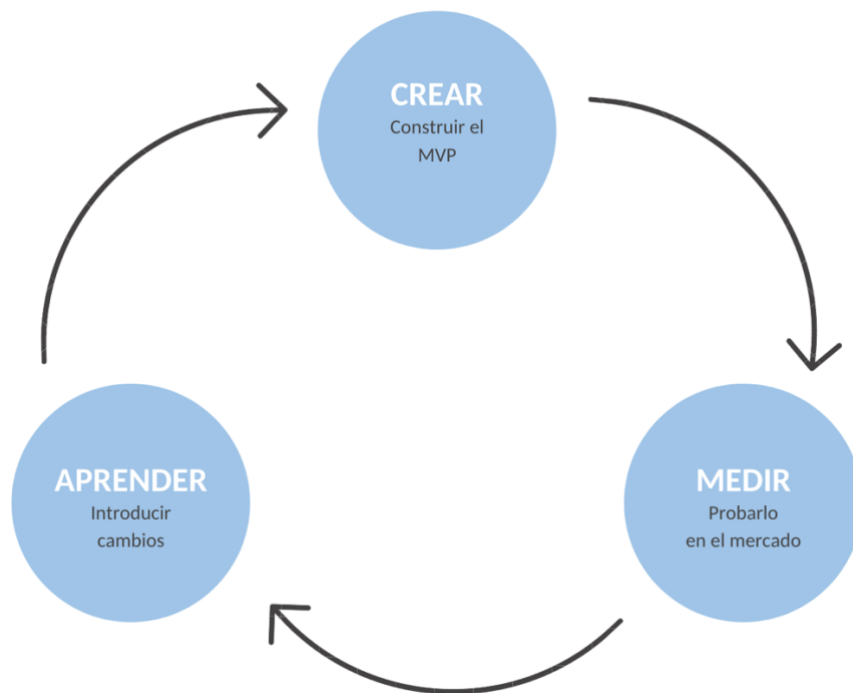 CREAR
Construir el
MVP
APRENDER
Introducir
cambios
MEDIR
Probarlo
en el mercado